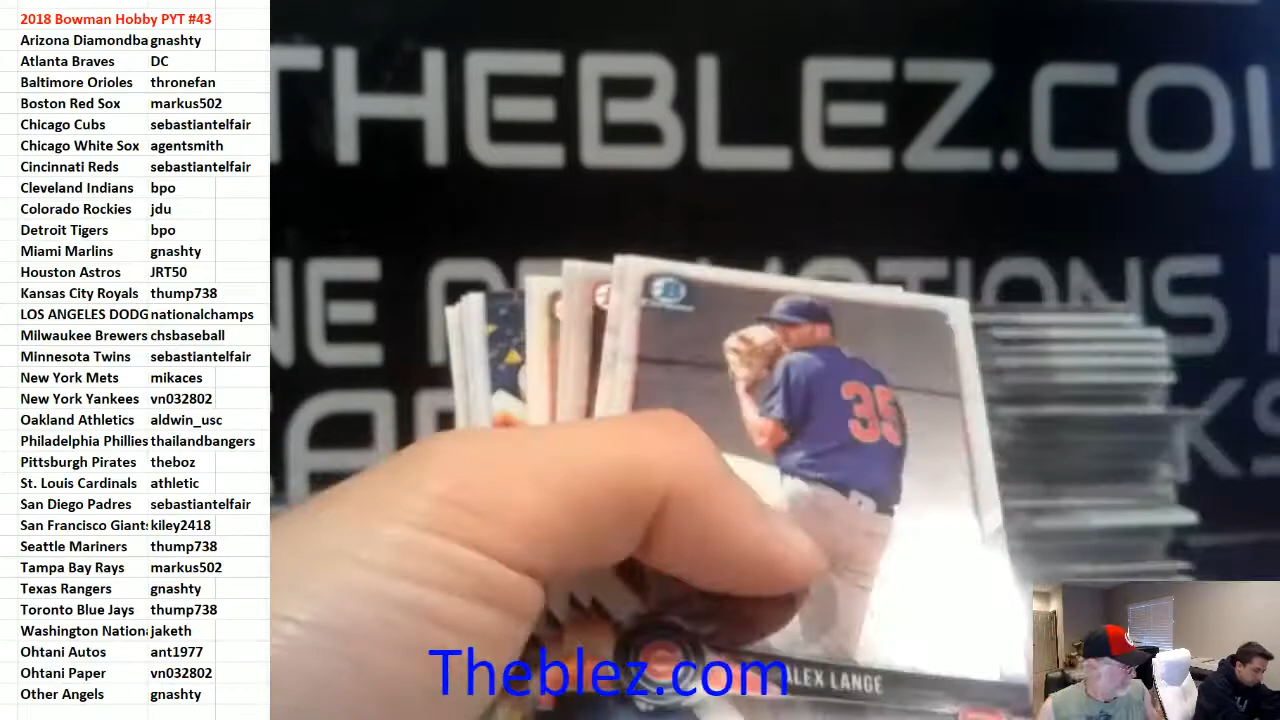 2018 Bowman Hobby PYT #43
Arizona Diamondba gnashty
Atlanta Braves DC
Baltimore Orioles thronefan
Boston Red Sox markus502
Chicago Cubs sebastiantelfair
Chicago White Sox agentsmith
Cincinnati Reds sebastiantelfair
Cleveland Indians bpo
Colorado Rockies jdu
Detroit Tigers bpo
Miami Marlins gnashty
Houston Astros JRT50
Kansas City Royals thump738
LOS ANGELES DODG nationalchamps
Milwaukee Brewers chsbaseball
Minnesota Twins sebastiantelfair
New York Mets mikaces
New York Yankees vn032802
Oakland Athletics aldwin_usc
Philadelphia Phillies thailandbangers
Pittsburgh Pirates theboz
St. Louis Cardinals athletic
San Diego Padres sebastiantelfair
San Francisco Giants kiley2418
Seattle Mariners thump738
Tampa Bay Rays markus502
Texas Rangers gnashty
Toronto Blue Jays thump738
Washington Nation jaketh
Ohtani Autos ant1977
Ohtani Paper vn032802
Other Angels gnashty
THEBLEZ.CO
35
ALEX LANGE
Theblez.com